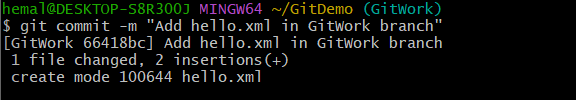 hemal@DESKTOP-S8R3OOJ MINGW64 ~/GitDemo (GitWork)
$ git commit -m "Add hello.xml in GitWork branch"
[GitWork 66418bc] Add hello.xml in GitWork branch
 1 file changed, 2 insertions(+)
 create mode 100644 hello.xml